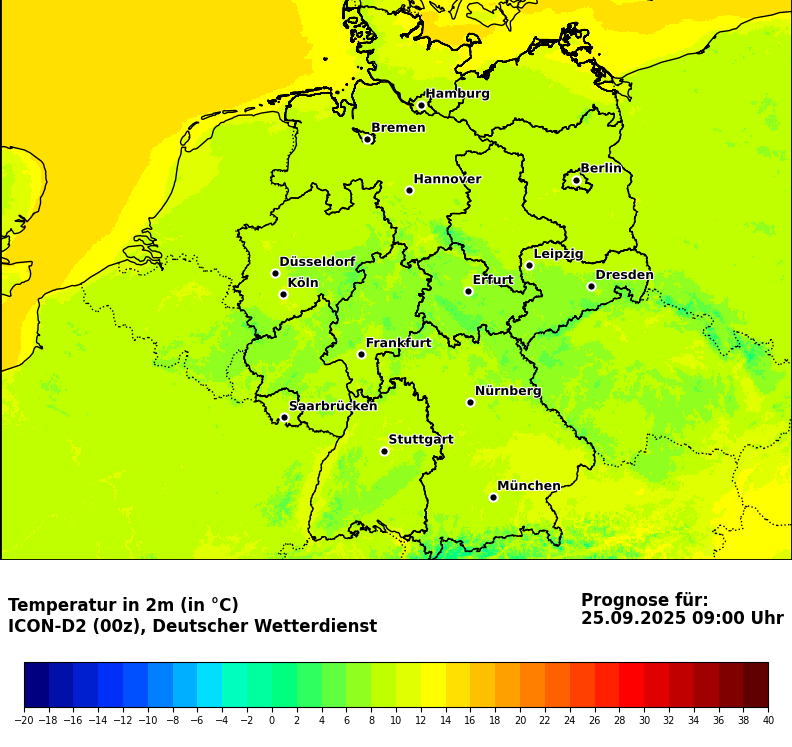 Hamburg
Bremen
Berlin
Hannover
Leipzig
Düsseldorf
Dresden
Köln
Erfurt
Frankfurt
Nürnberg
Saarbrücken
Stuttgart
München
Temperatur in 2m (in °C)
ICON-D2 (00z), Deutscher Wetterdienst
Prognose für:
25.09.2025 09:00 Uhr
−20 −18 −16 −14 −12 −10 −8 −6 −4 −2 0 2 4 6 8 10 12 14 16 18 20 22 24 26 28 30 32 34 36 38 40